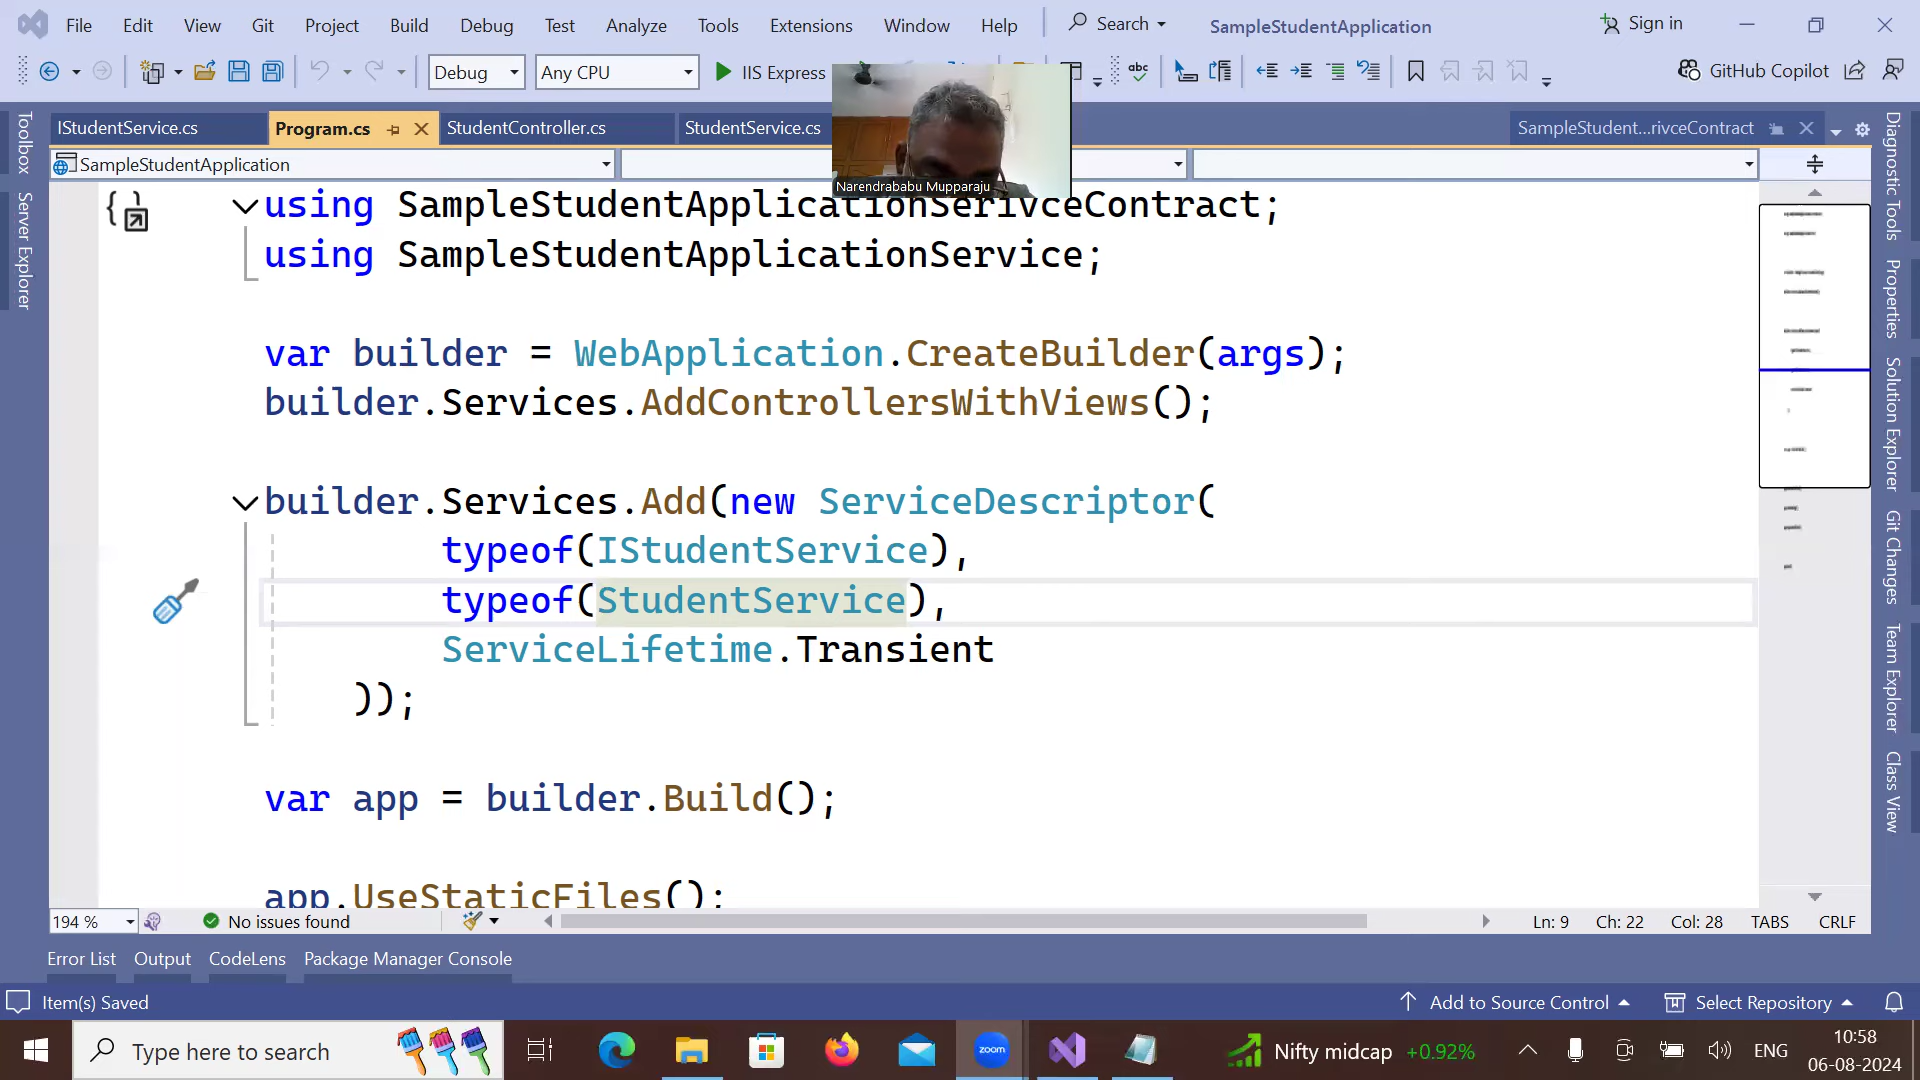 File Edit View Git Project Build Debug Test Analyze Tools Extensions Window Help Search SampleStudentApplication Sign in
Debug Any CPU IIS Express GitHub Copilot
IStudentService.cs Program.cs StudentController.cs StudentService.cs SampleStudent...rivceContract
SampleStudentApplication
Narendrababu Mupparaju
Toolbox
Server Explorer
using SampleStudentApplicationSerivceContract;
using SampleStudentApplicationService;
var builder = WebApplication.CreateBuilder(args);
builder.Services.AddControllersWithViews();
builder.Services.Add(new ServiceDescriptor(
typeof(IStudentService),
typeof(StudentService),
ServiceLifetime.Transient
));
var app = builder.Build();
app.UseStaticFiles();
Diagnostic Tools
Properties
Solution Explorer
Git Changes
Team Explorer
Class View
194 % No issues found Ln: 9 Ch: 22 Col: 28 TABS CRLF
Error List Output CodeLens Package Manager Console
Item(s) Saved Add to Source Control Select Repository
Type here to search zoom Nifty midcap +0.92% ENG 10:58
06-08-2024